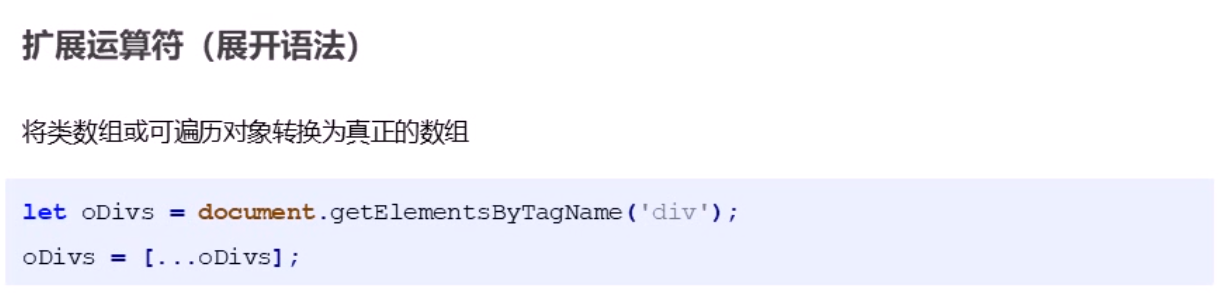 扩展运算符（展开语法）
将类数组或可遍历对象转换为真正的数组
let oDivs = document.getElementsByTagName('div');
oDivs = [...oDivs];